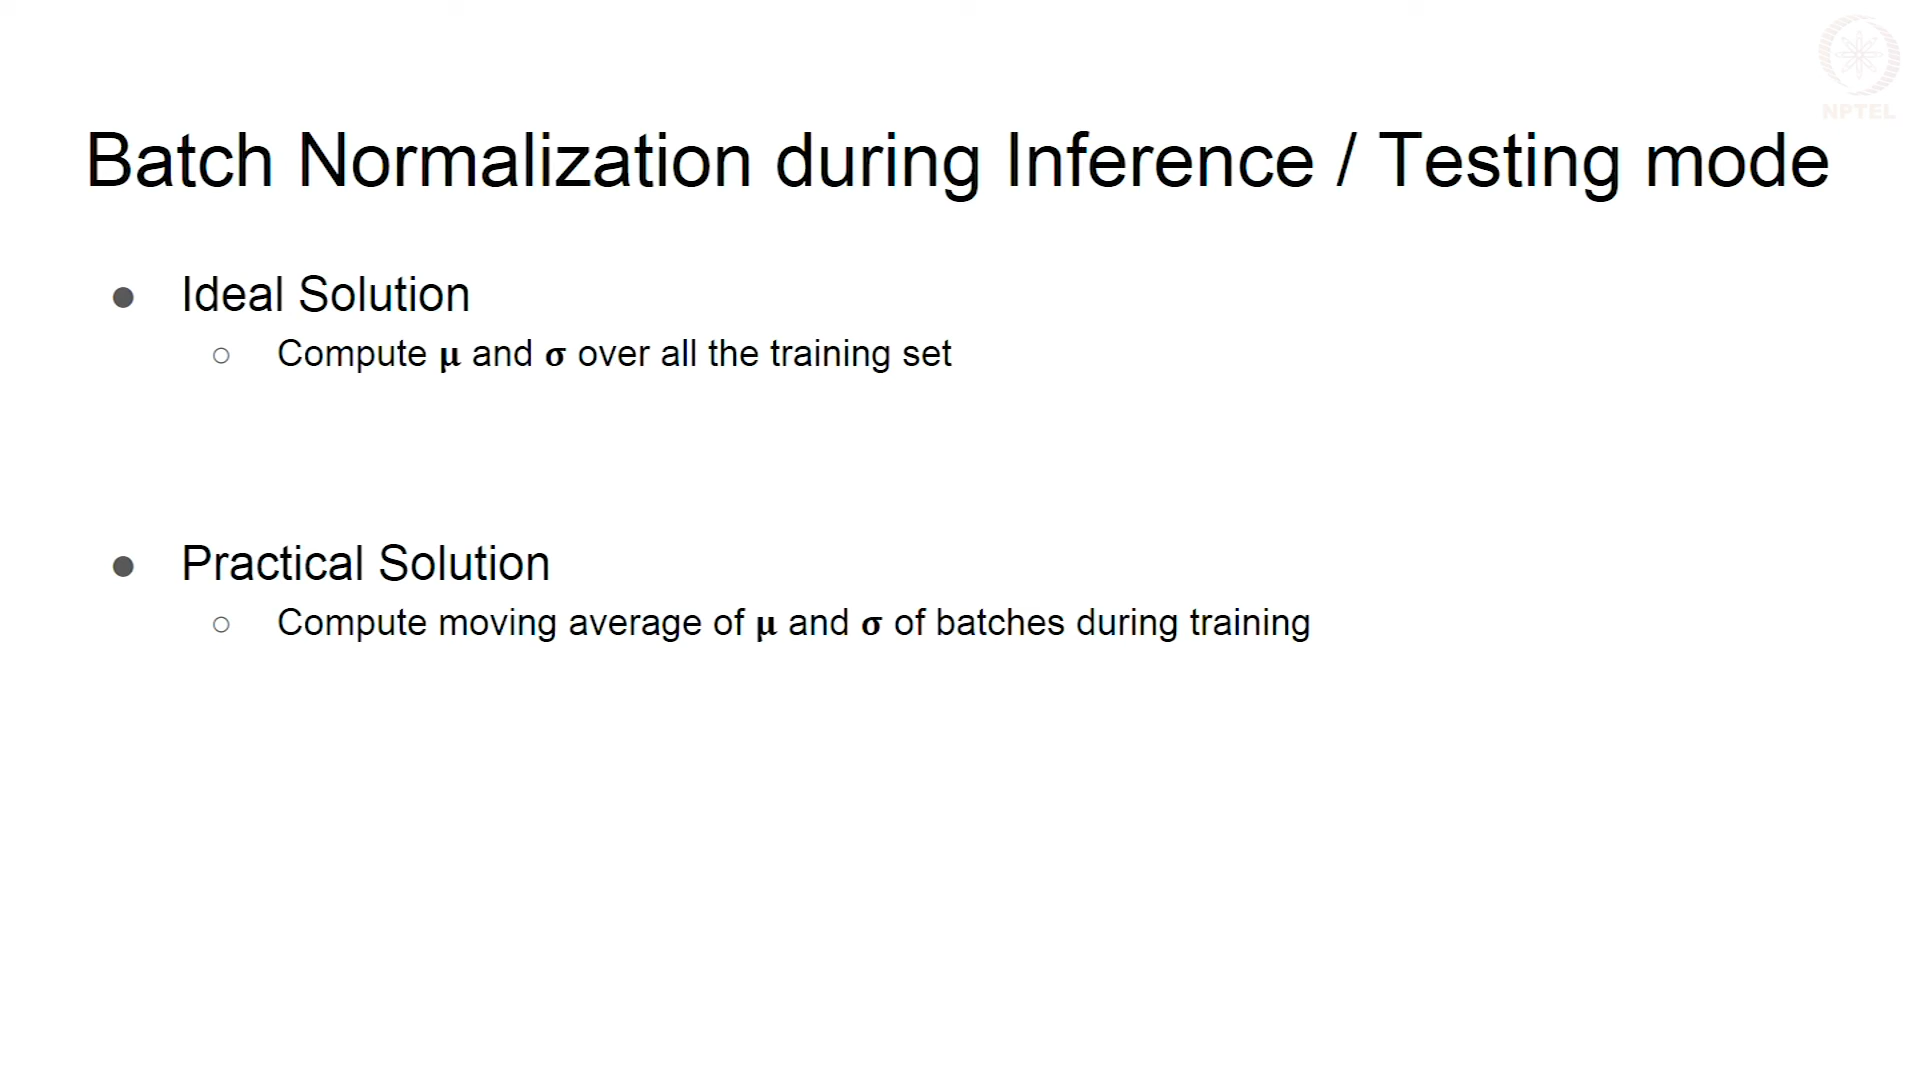 NPTEL
Batch Normalization during Inference / Testing mode
● Ideal Solution
○ Compute μ and σ over all the training set
● Practical Solution
○ Compute moving average of μ and σ of batches during training